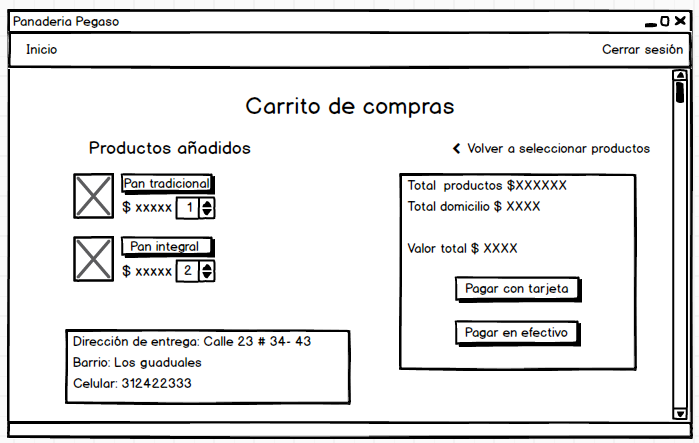 Panaderia Pegaso
Inicio
Cerrar sesión
Carrito de compras
Productos añadidos
Volver a seleccionar productos
Pan tradicional
$ xxxxx 1
Pan integral
$ xxxxx 2
Total productos $XXXXXX
Total domicilio $ XXXX
Valor total $ XXXX
Pagar con tarjeta
Pagar en efectivo
Dirección de entrega: Calle 23 # 34- 43
Barrio: Los guaduales
Celular: 312422333